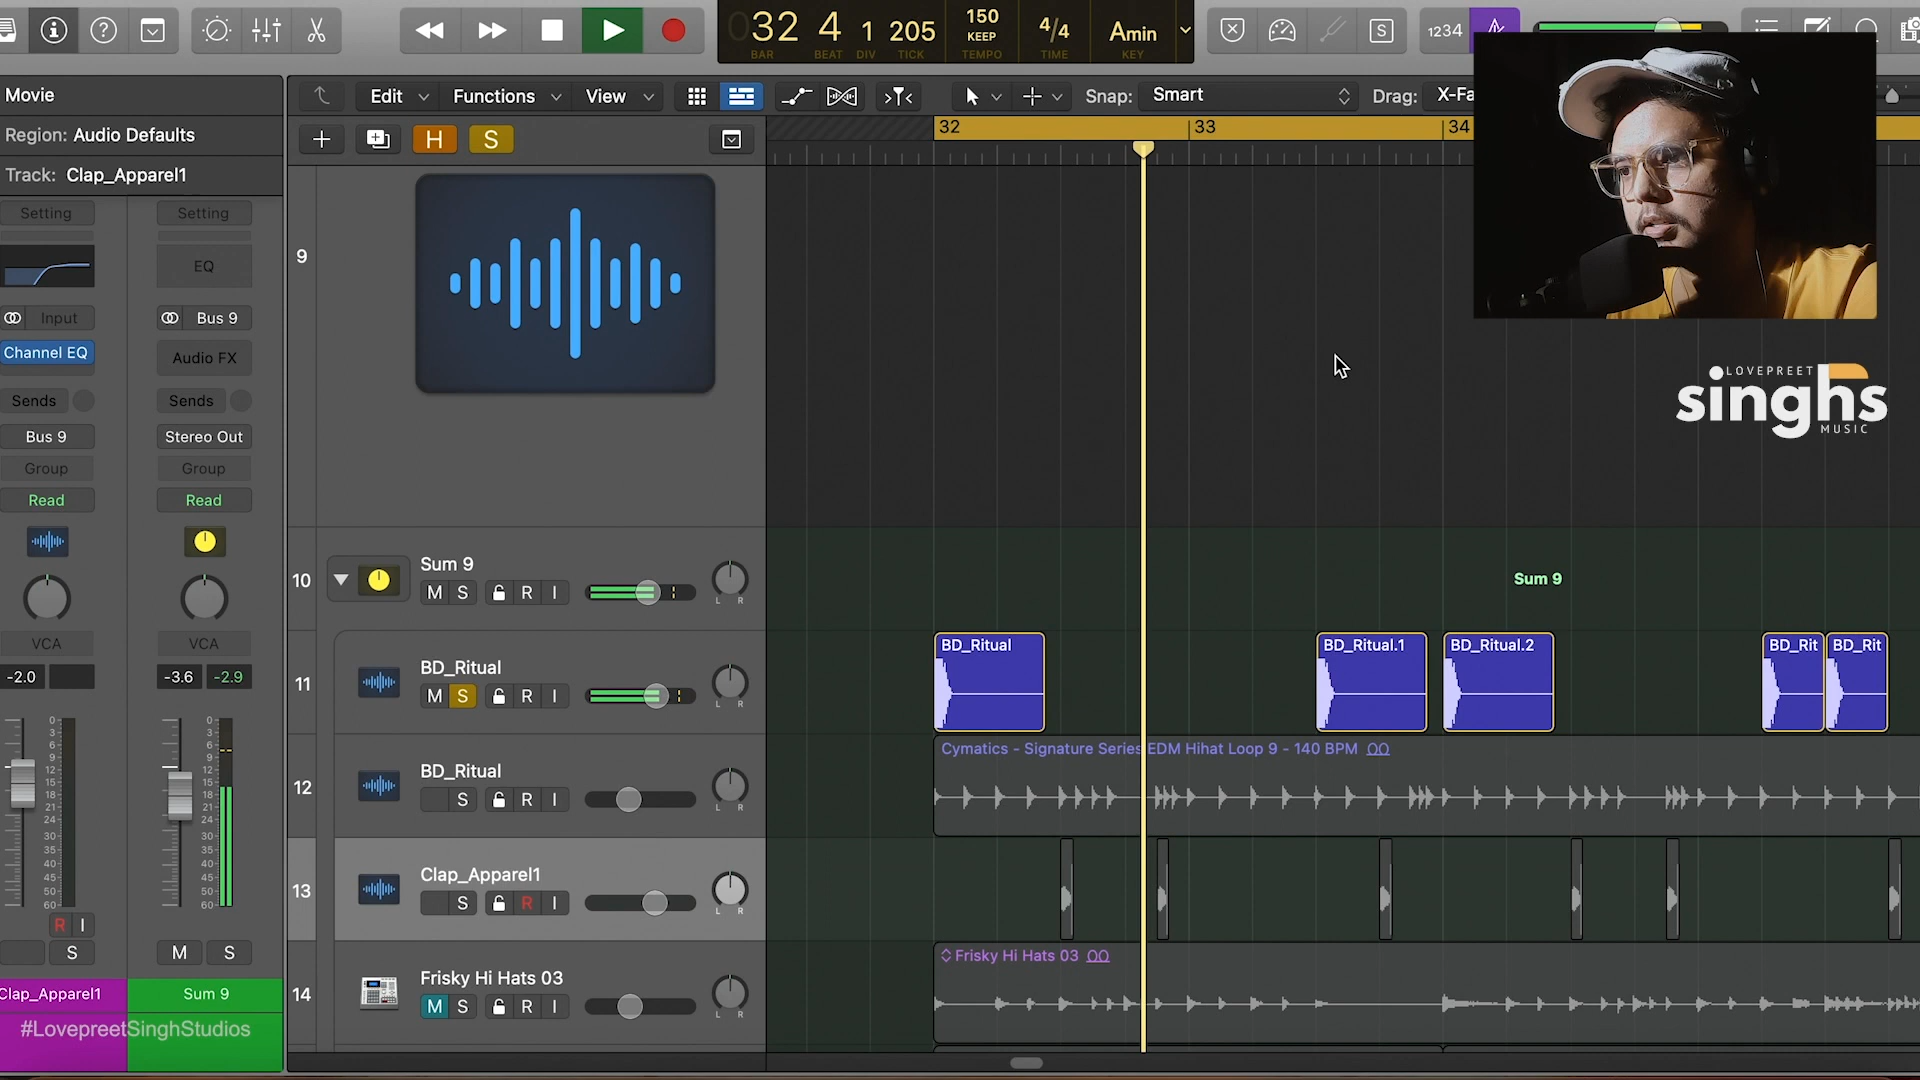 32 4 1 205 150 KEEP 4/4 Amin
BAR BEAT DIV TICK TEMPO TIME KEY
S 1234
Movie
Edit Functions View Snap: Smart Drag: X-Fa
Region: Audio Defaults
H S
32 33 34
Track: Clap_Apparel1
Setting Setting
EQ
Input Bus 9
Channel EQ Audio FX
Sends Sends
Bus 9 Stereo Out
Group Group
Read Read
VCA VCA
-2.0 -3.6 -2.9
R I
S M S
Clap_Apparel1 Sum 9
#LovepreetSinghStudios
9
10 Sum 9
M S R I
L R
Sum 9
11 BD_Ritual
M S R I
L R
BD_Ritual BD_Ritual.1 BD_Ritual.2 BD_Rit BD_Rit
12 BD_Ritual
S R I
L R
Cymatics - Signature Series EDM Hihat Loop 9 - 140 BPM
13 Clap_Apparel1
S R I
L R
14 Frisky Hi Hats 03
M S R I
L R
Frisky Hi Hats 03
LOVEPREET
singhs
MUSIC